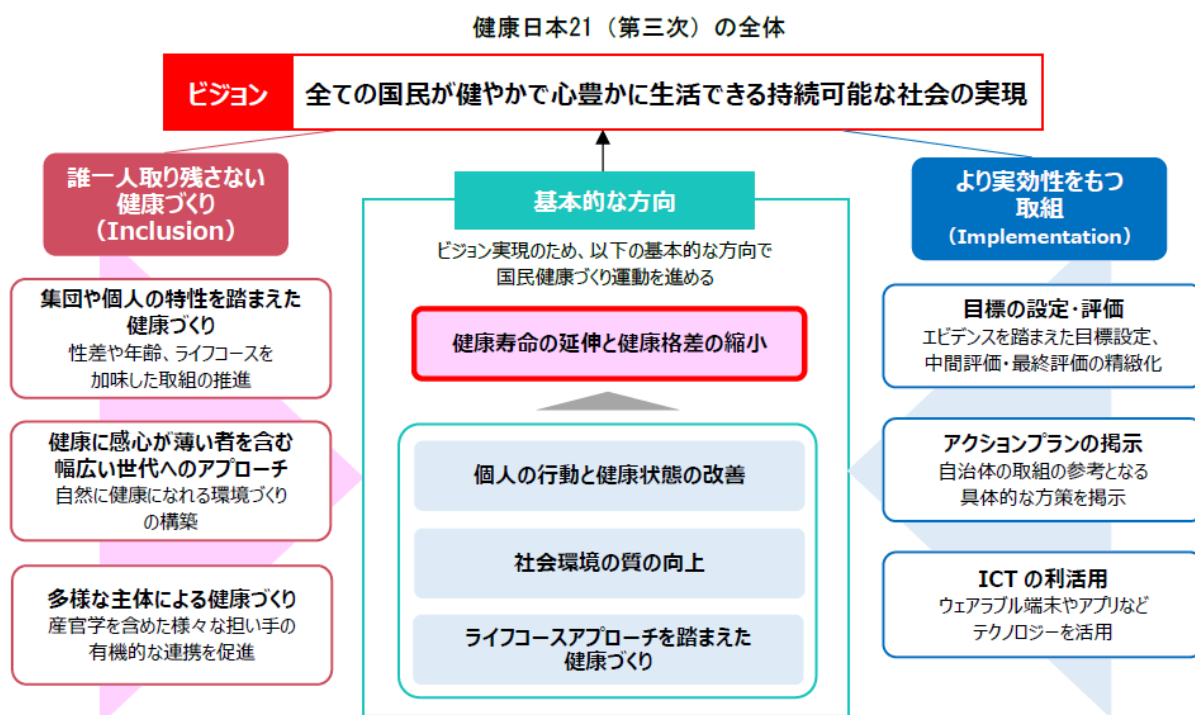 健康日本21（第三次）の全体
ビジョン
全ての国民が健やかで心豊かに生活できる持続可能な社会の実現
誰一人取り残さない
健康づくり
（Inclusion）
集団や個人の特性を踏まえた
健康づくり
性差や年齢、ライフコースを
加味した取組の推進
健康に感心が薄い者を含む
幅広い世代へのアプローチ
自然に健康になれる環境づくり
の構築
多様な主体による健康づくり
産官学を含めた様々な担い手の
有機的な連携を促進
基本的な方向
ビジョン実現のため、以下の基本的な方向で
国民健康づくり運動を進める
健康寿命の延伸と健康格差の縮小
個人の行動と健康状態の改善
社会環境の質の向上
ライフコースアプローチを踏まえた
健康づくり
より実効性をもつ
取組
（Implementation）
目標の設定・評価
エビデンスを踏まえた目標設定、
中間評価・最終評価の精緻化
アクションプランの掲示
自治体の取組の参考となる
具体的な方策を掲示
ICT の利活用
ウェアラブル端末やアプリなど
テクノロジーを活用